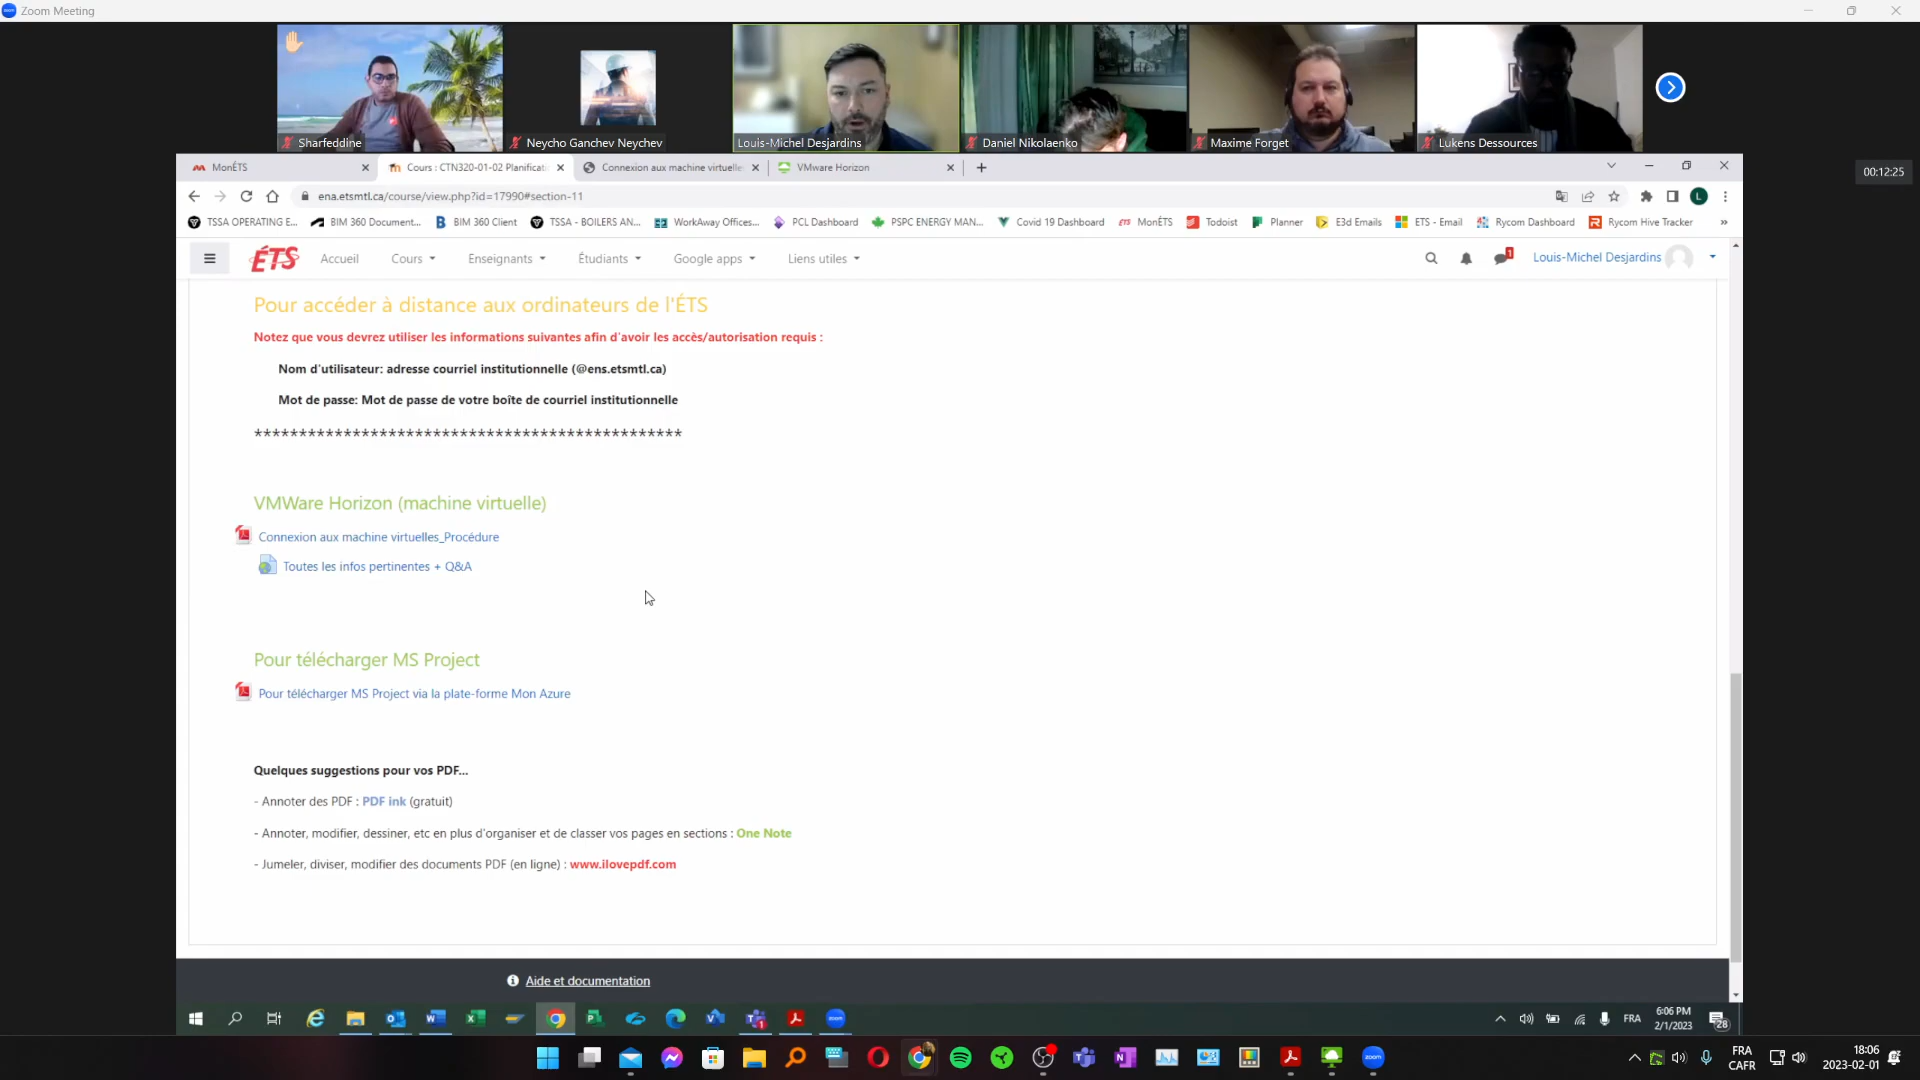 Zoom Meeting
Sharfeddine
Neycho Ganchev Neychev
Louis-Michel Desjardins
Daniel Nikolaenko
Maxime Forget
Lukens Dessources
00:12:25
MonÉTS
Cours : CTN320-01-02 Planificati
Connexion aux machine virtuelle
VMware Horizon
ena.etsmtl.ca/course/view.php?id=17990#section-11
L
TSSA OPERATING E...
BIM 360 Document...
BIM 360 Client
TSSA - BOILERS AN...
WorkAway Offices...
PCL Dashboard
PSPC ENERGY MAN...
Covid 19 Dashboard
MonÉTS
Todoist
Planner
E3d Emails
ETS - Email
Rycom Dashboard
Rycom Hive Tracker
»
ÉTS
Accueil
Cours
Enseignants
Étudiants
Google apps
Liens utiles
1
Louis-Michel Desjardins
Pour accéder à distance aux ordinateurs de l'ÉTS
Notez que vous devrez utiliser les informations suivantes afin d'avoir les accès/autorisation requis :
Nom d'utilisateur: adresse courriel institutionnelle (@ens.etsmtl.ca)
Mot de passe: Mot de passe de votre boîte de courriel institutionnelle
************************************************
VMWare Horizon (machine virtuelle)
Connexion aux machine virtuelles_Procédure
Toutes les infos pertinentes + Q&A
Pour télécharger MS Project
Pour télécharger MS Project via la plate-forme Mon Azure
Quelques suggestions pour vos PDF...
- Annoter des PDF : PDF ink (gratuit)
- Annoter, modifier, dessiner, etc en plus d'organiser et de classer vos pages en sections : One Note
- Jumeler, diviser, modifier des documents PDF (en ligne) : www.ilovepdf.com
Aide et documentation
FRA
6:06 PM
2/1/2023
28
FRA
CAFR
18:06
2023-02-01